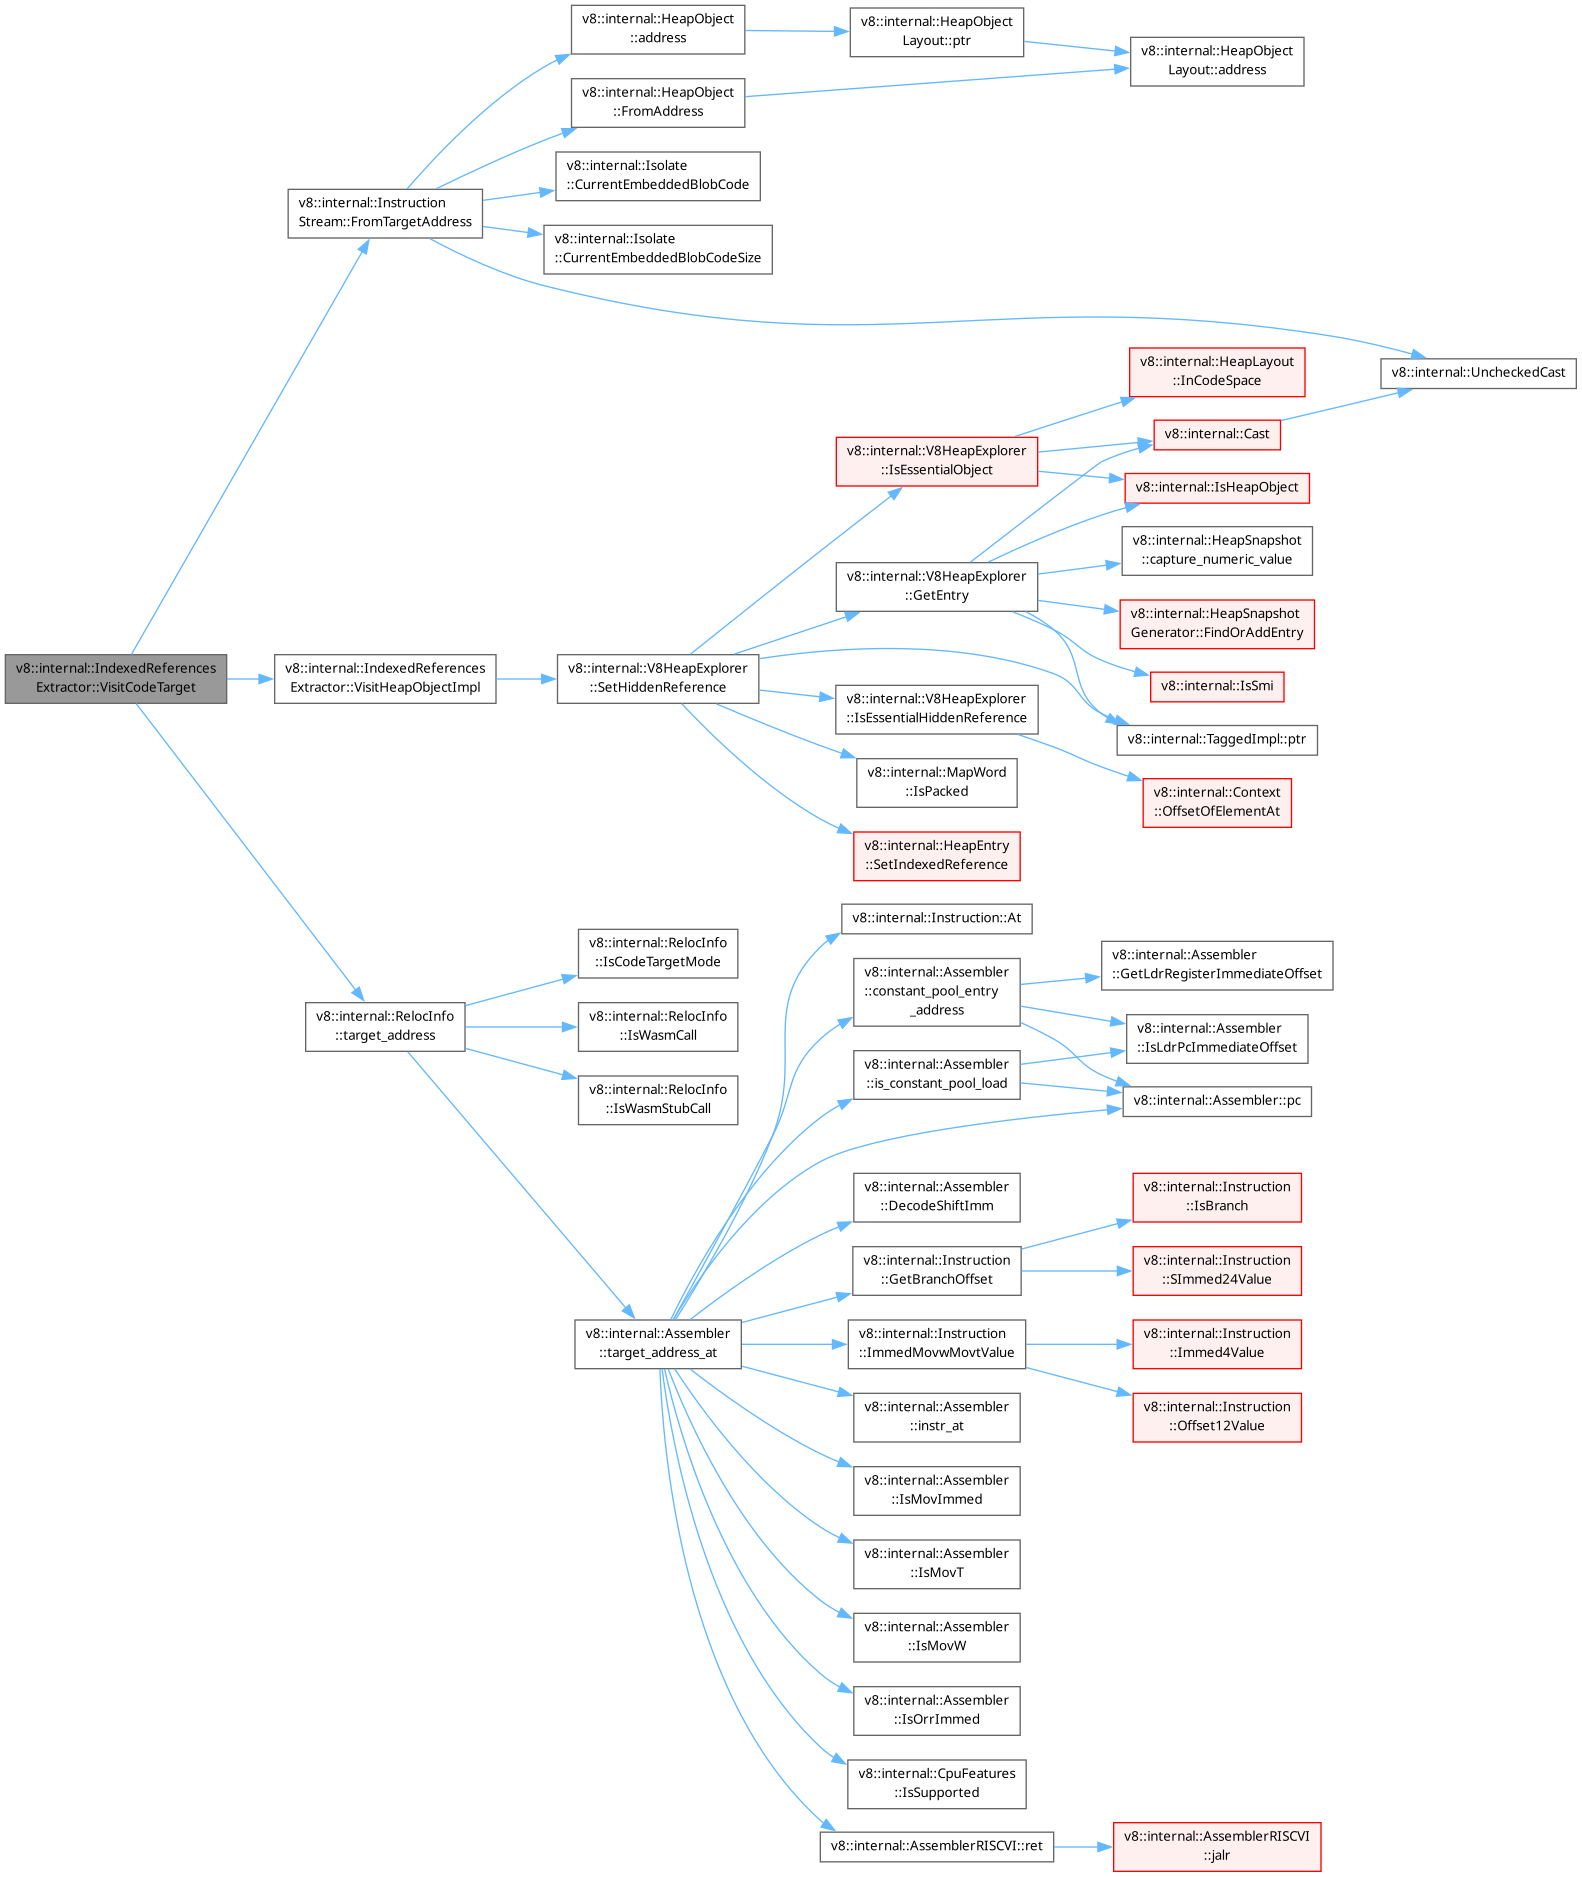 v8::internal::IndexedReferences
Extractor::VisitCodeTarget
v8::internal::Instruction
Stream::FromTargetAddress
v8::internal::HeapObject
::address
v8::internal::HeapObject
Layout::ptr
v8::internal::HeapObject
Layout::address
v8::internal::HeapObject
::FromAddress
v8::internal::Isolate
::CurrentEmbeddedBlobCode
v8::internal::Isolate
::CurrentEmbeddedBlobCodeSize
v8::internal::UncheckedCast
v8::internal::IndexedReferences
Extractor::VisitHeapObjectImpl
v8::internal::V8HeapExplorer
::SetHiddenReference
v8::internal::V8HeapExplorer
::IsEssentialObject
v8::internal::HeapLayout
::InCodeSpace
v8::internal::Cast
v8::internal::IsHeapObject
v8::internal::V8HeapExplorer
::GetEntry
v8::internal::HeapSnapshot
::capture_numeric_value
v8::internal::HeapSnapshot
Generator::FindOrAddEntry
v8::internal::IsSmi
v8::internal::TaggedImpl::ptr
v8::internal::V8HeapExplorer
::IsEssentialHiddenReference
v8::internal::Context
::OffsetOfElementAt
v8::internal::MapWord
::IsPacked
v8::internal::HeapEntry
::SetIndexedReference
v8::internal::RelocInfo
::target_address
v8::internal::RelocInfo
::IsCodeTargetMode
v8::internal::RelocInfo
::IsWasmCall
v8::internal::RelocInfo
::IsWasmStubCall
v8::internal::Assembler
::target_address_at
v8::internal::Instruction::At
v8::internal::Assembler
::constant_pool_entry
_address
v8::internal::Assembler
::GetLdrRegisterImmediateOffset
v8::internal::Assembler
::IsLdrPcImmediateOffset
v8::internal::Assembler
::is_constant_pool_load
v8::internal::Assembler::pc
v8::internal::Assembler
::DecodeShiftImm
v8::internal::Instruction
::GetBranchOffset
v8::internal::Instruction
::IsBranch
v8::internal::Instruction
::SImmed24Value
v8::internal::Instruction
::ImmedMovwMovtValue
v8::internal::Instruction
::Immed4Value
v8::internal::Instruction
::Offset12Value
v8::internal::Assembler
::instr_at
v8::internal::Assembler
::IsMovImmed
v8::internal::Assembler
::IsMovT
v8::internal::Assembler
::IsMovW
v8::internal::Assembler
::IsOrrImmed
v8::internal::CpuFeatures
::IsSupported
v8::internal::AssemblerRISCVI::ret
v8::internal::AssemblerRISCVI
::jalr